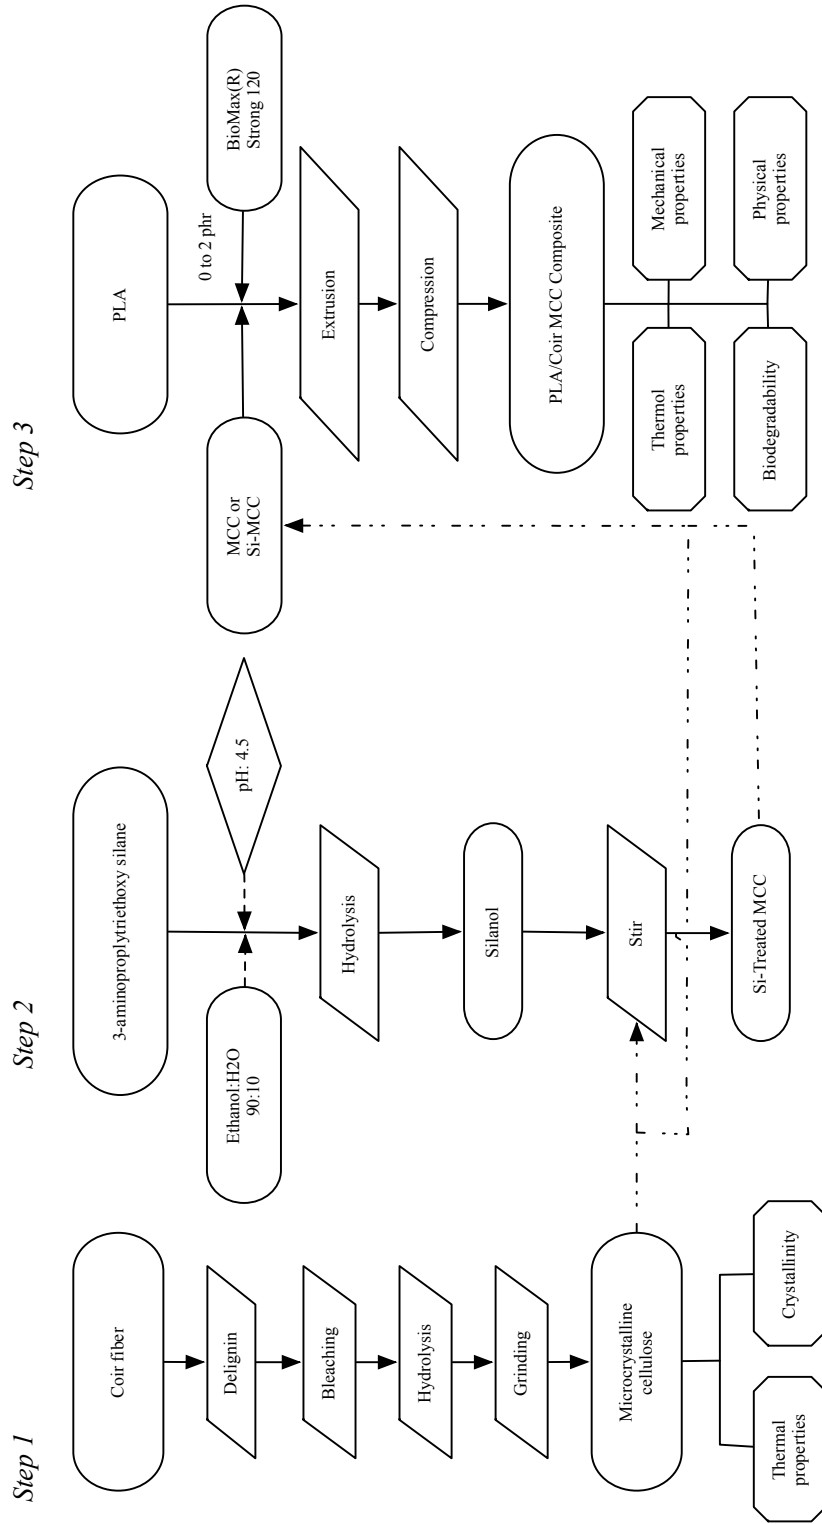 Step 1
Coir fiber
Delignin
Bleaching
Hydrolysis
Grinding
Microcrystalline
cellulose
Thermal
properties
Crystallinity
Step 2
3-aminoproplytriethoxy silane
Ethanol:H2O
90:10
pH: 4.5
Hydrolysis
Silanol
Stir
Si-Treated MCC
Step 3
PLA
0 to 2 phr
MCC or
Si-MCC
BioMax(R)
Strong 120
Extrusion
Compression
PLA/Coir MCC Composite
Thermol
properties
Mechanical
properties
Biodegradability
Physical
properties